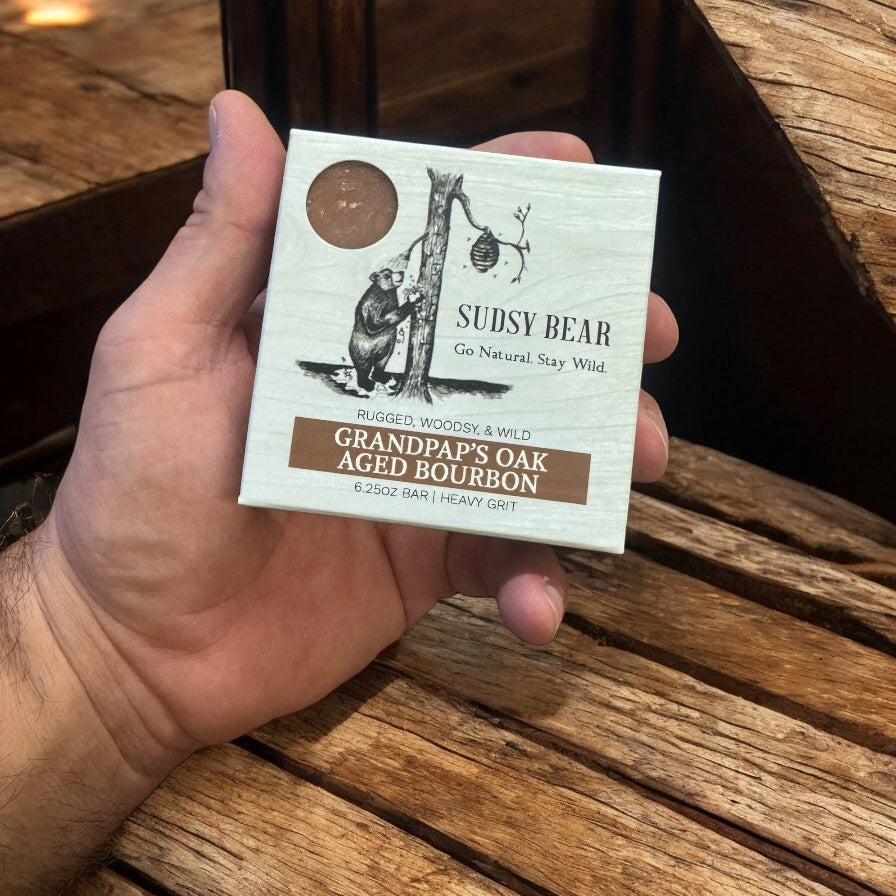 SUDSY BEAR
Go Natural. Stay Wild.
RUGGED, WOODSY, & WILD
GRANDPAP'S OAK
AGED BOURBON
6.25oz BAR | HEAVY GRIT